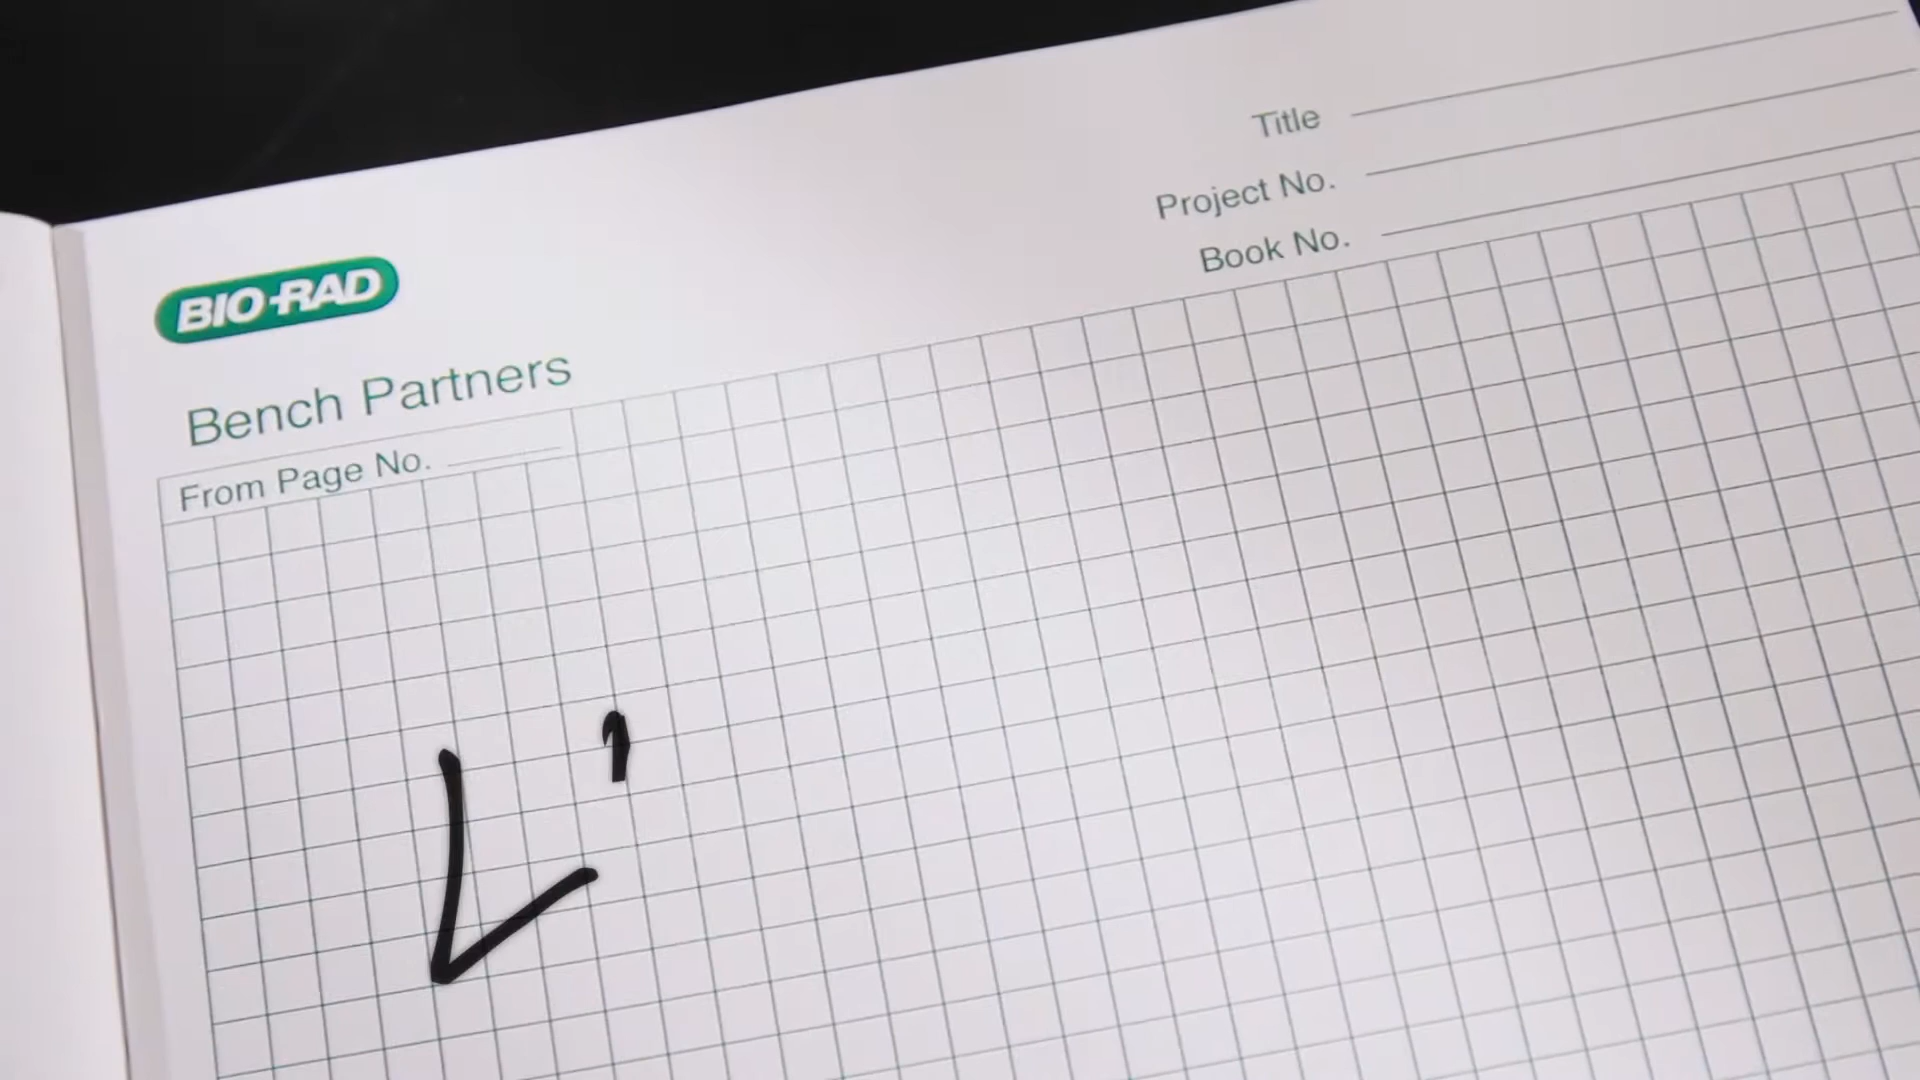 Title
Project No.
Book No.
BIO-RAD
Bench Partners
From Page No.
L'